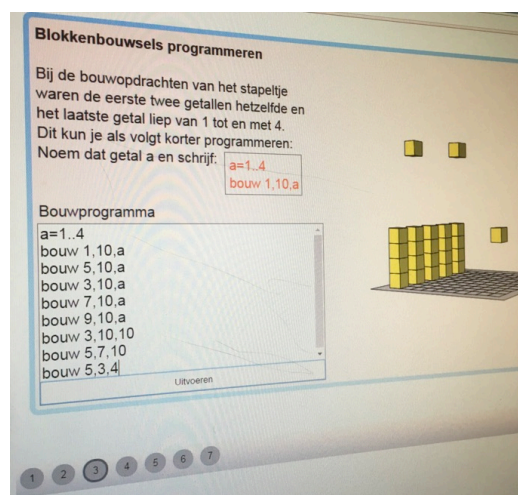 Blokkenbouwsels programmeren
Bij de bouwopdrachten van het stapeltje
waren de eerste twee getallen hetzelfde en
het laatste getal liep van 1 tot en met 4.
Dit kun je als volgt korter programmeren:
Noem dat getal a en schrijf:
a=1..4
bouw 1,10,a
Bouwprogramma
a=1..4
bouw 1,10,a
bouw 5,10,a
bouw 3,10,a
bouw 7,10,a
bouw 9,10,a
bouw 3,10,10
bouw 5,7,10
bouw 5,3,4
Uitvoeren
1 2 3 4 5 6 7